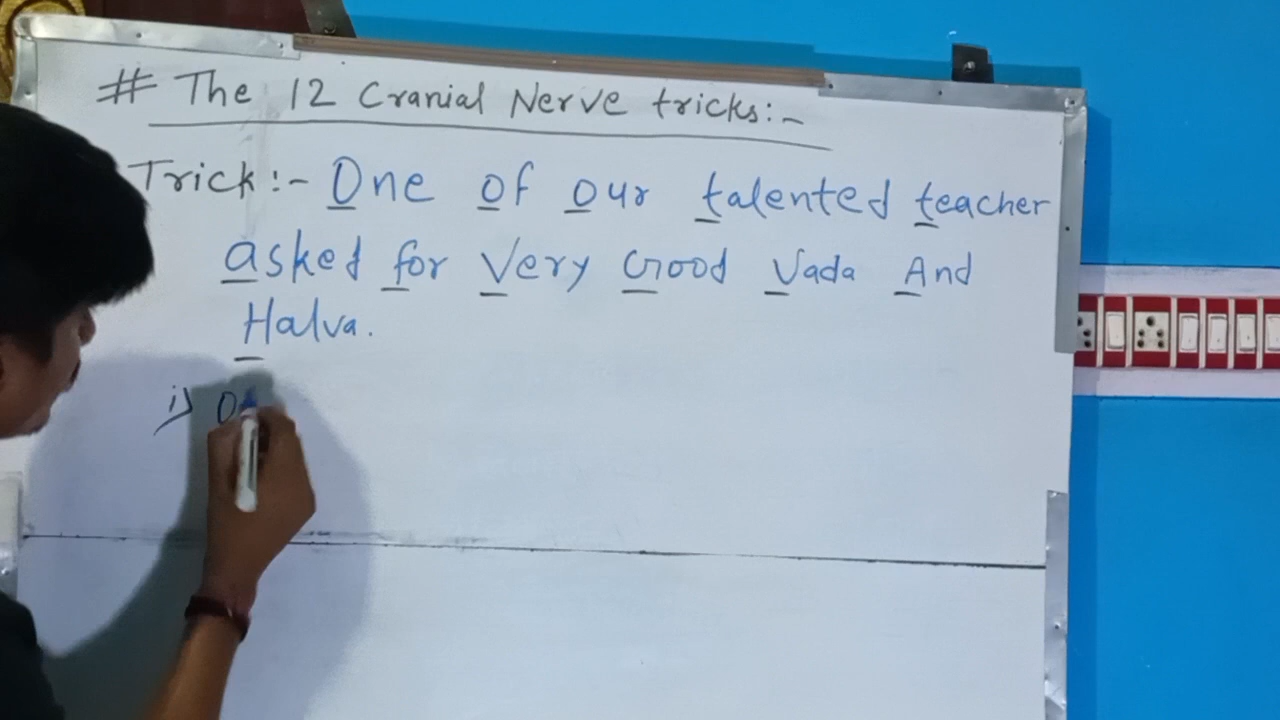 # The 12 Cranial Nerve tricks:-
Trick:- One of our talented teacher
asked for Very Good Vada And
Halva.
i)